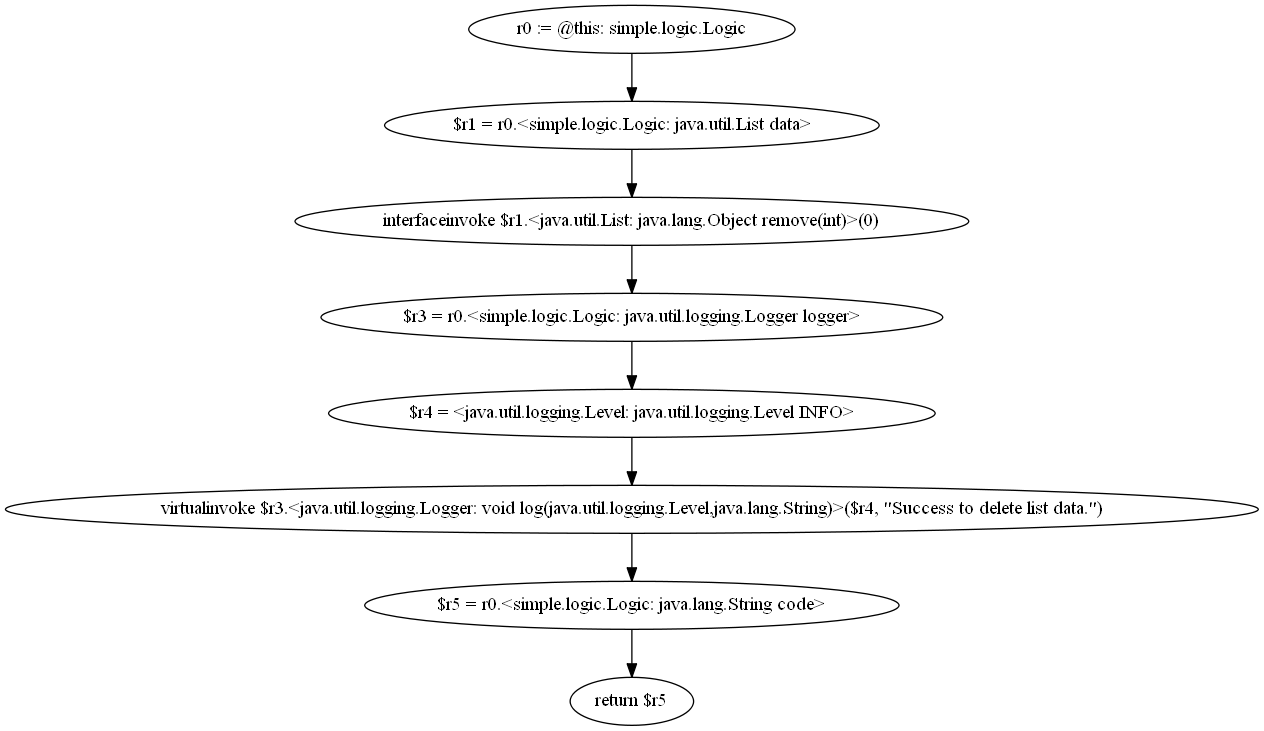 r0 := @this: simple.logic.Logic
$r1 = r0.<simple.logic.Logic: java.util.List data>
interfaceinvoke $r1.<java.util.List: java.lang.Object remove(int)>(0)
$r3 = r0.<simple.logic.Logic: java.util.logging.Logger logger>
$r4 = <java.util.logging.Level: java.util.logging.Level INFO>
virtualinvoke $r3.<java.util.logging.Logger: void log(java.util.logging.Level,java.lang.String)>($r4, "Success to delete list data.")
$r5 = r0.<simple.logic.Logic: java.lang.String code>
return $r5